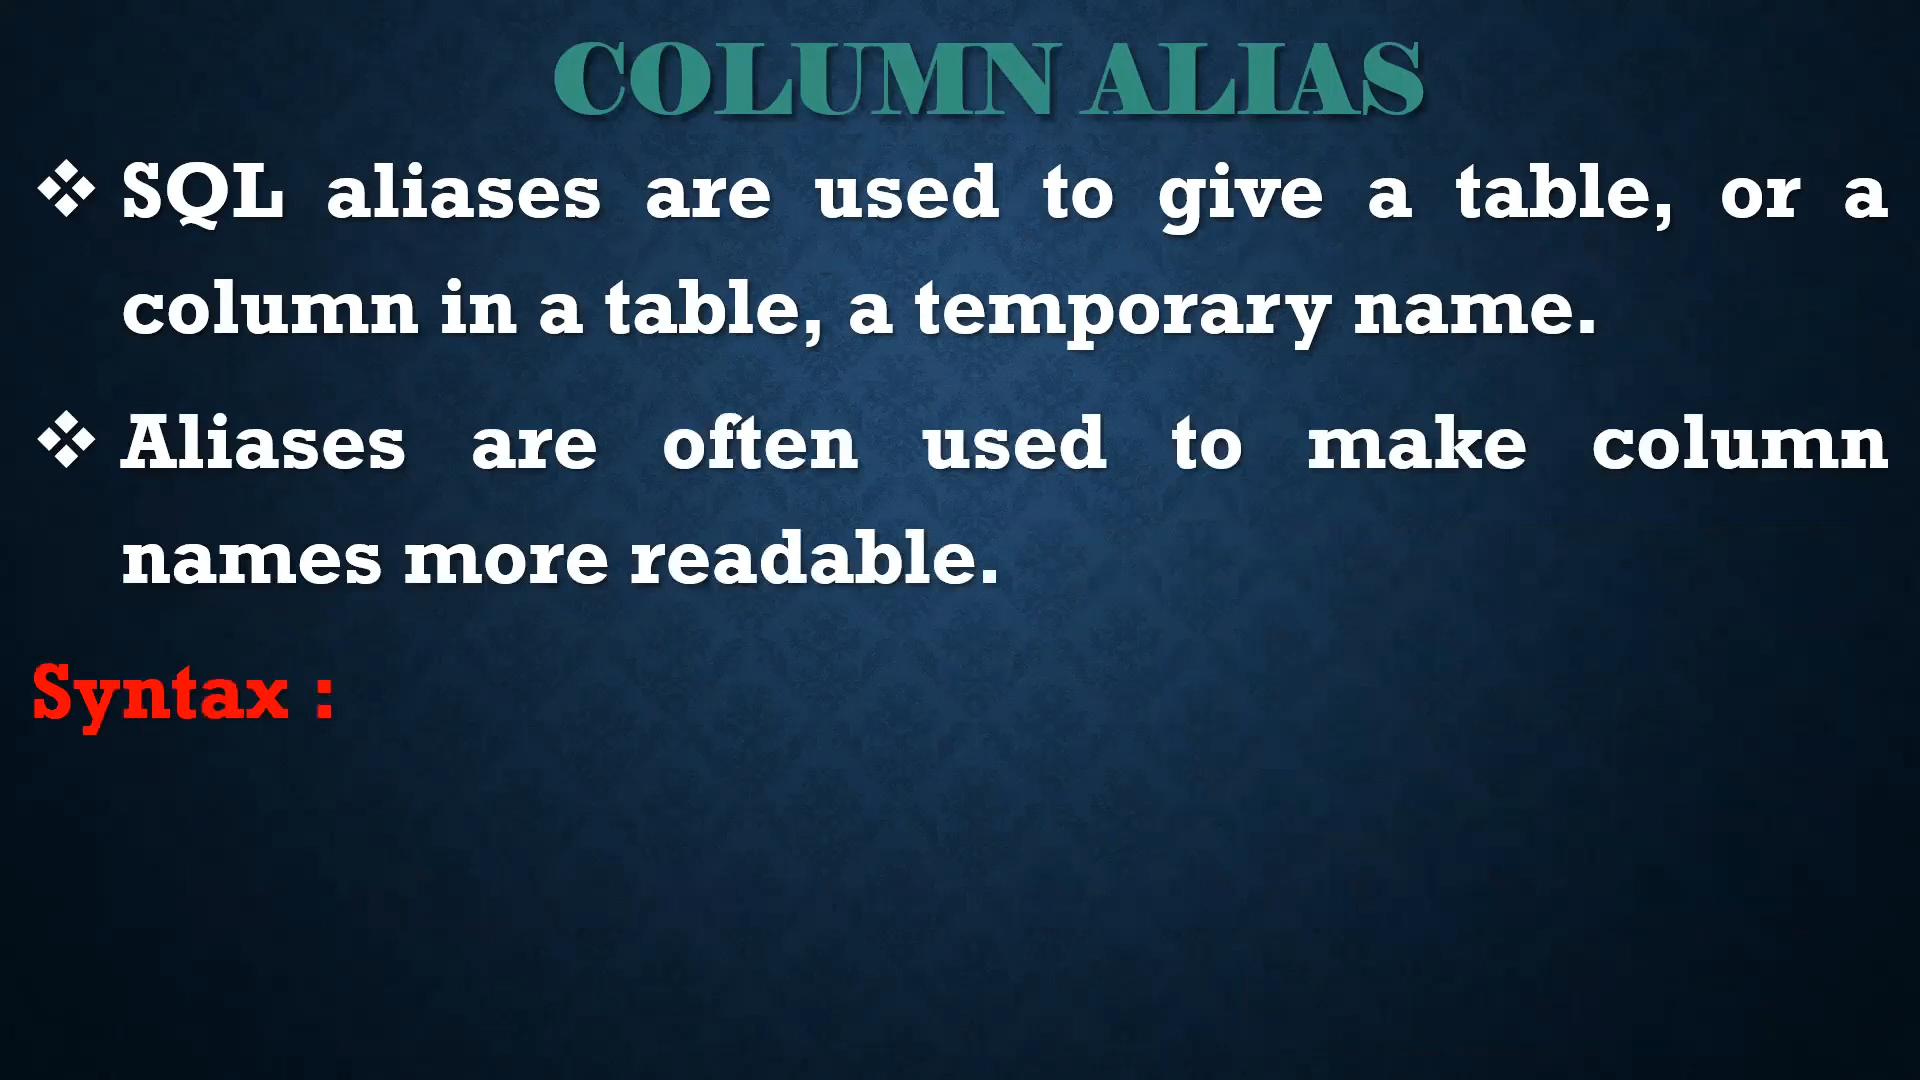 COLUMN ALIAS
❖ SQL aliases are used to give a table, or a
column in a table, a temporary name.
❖ Aliases are often used to make column
names more readable.
Syntax :